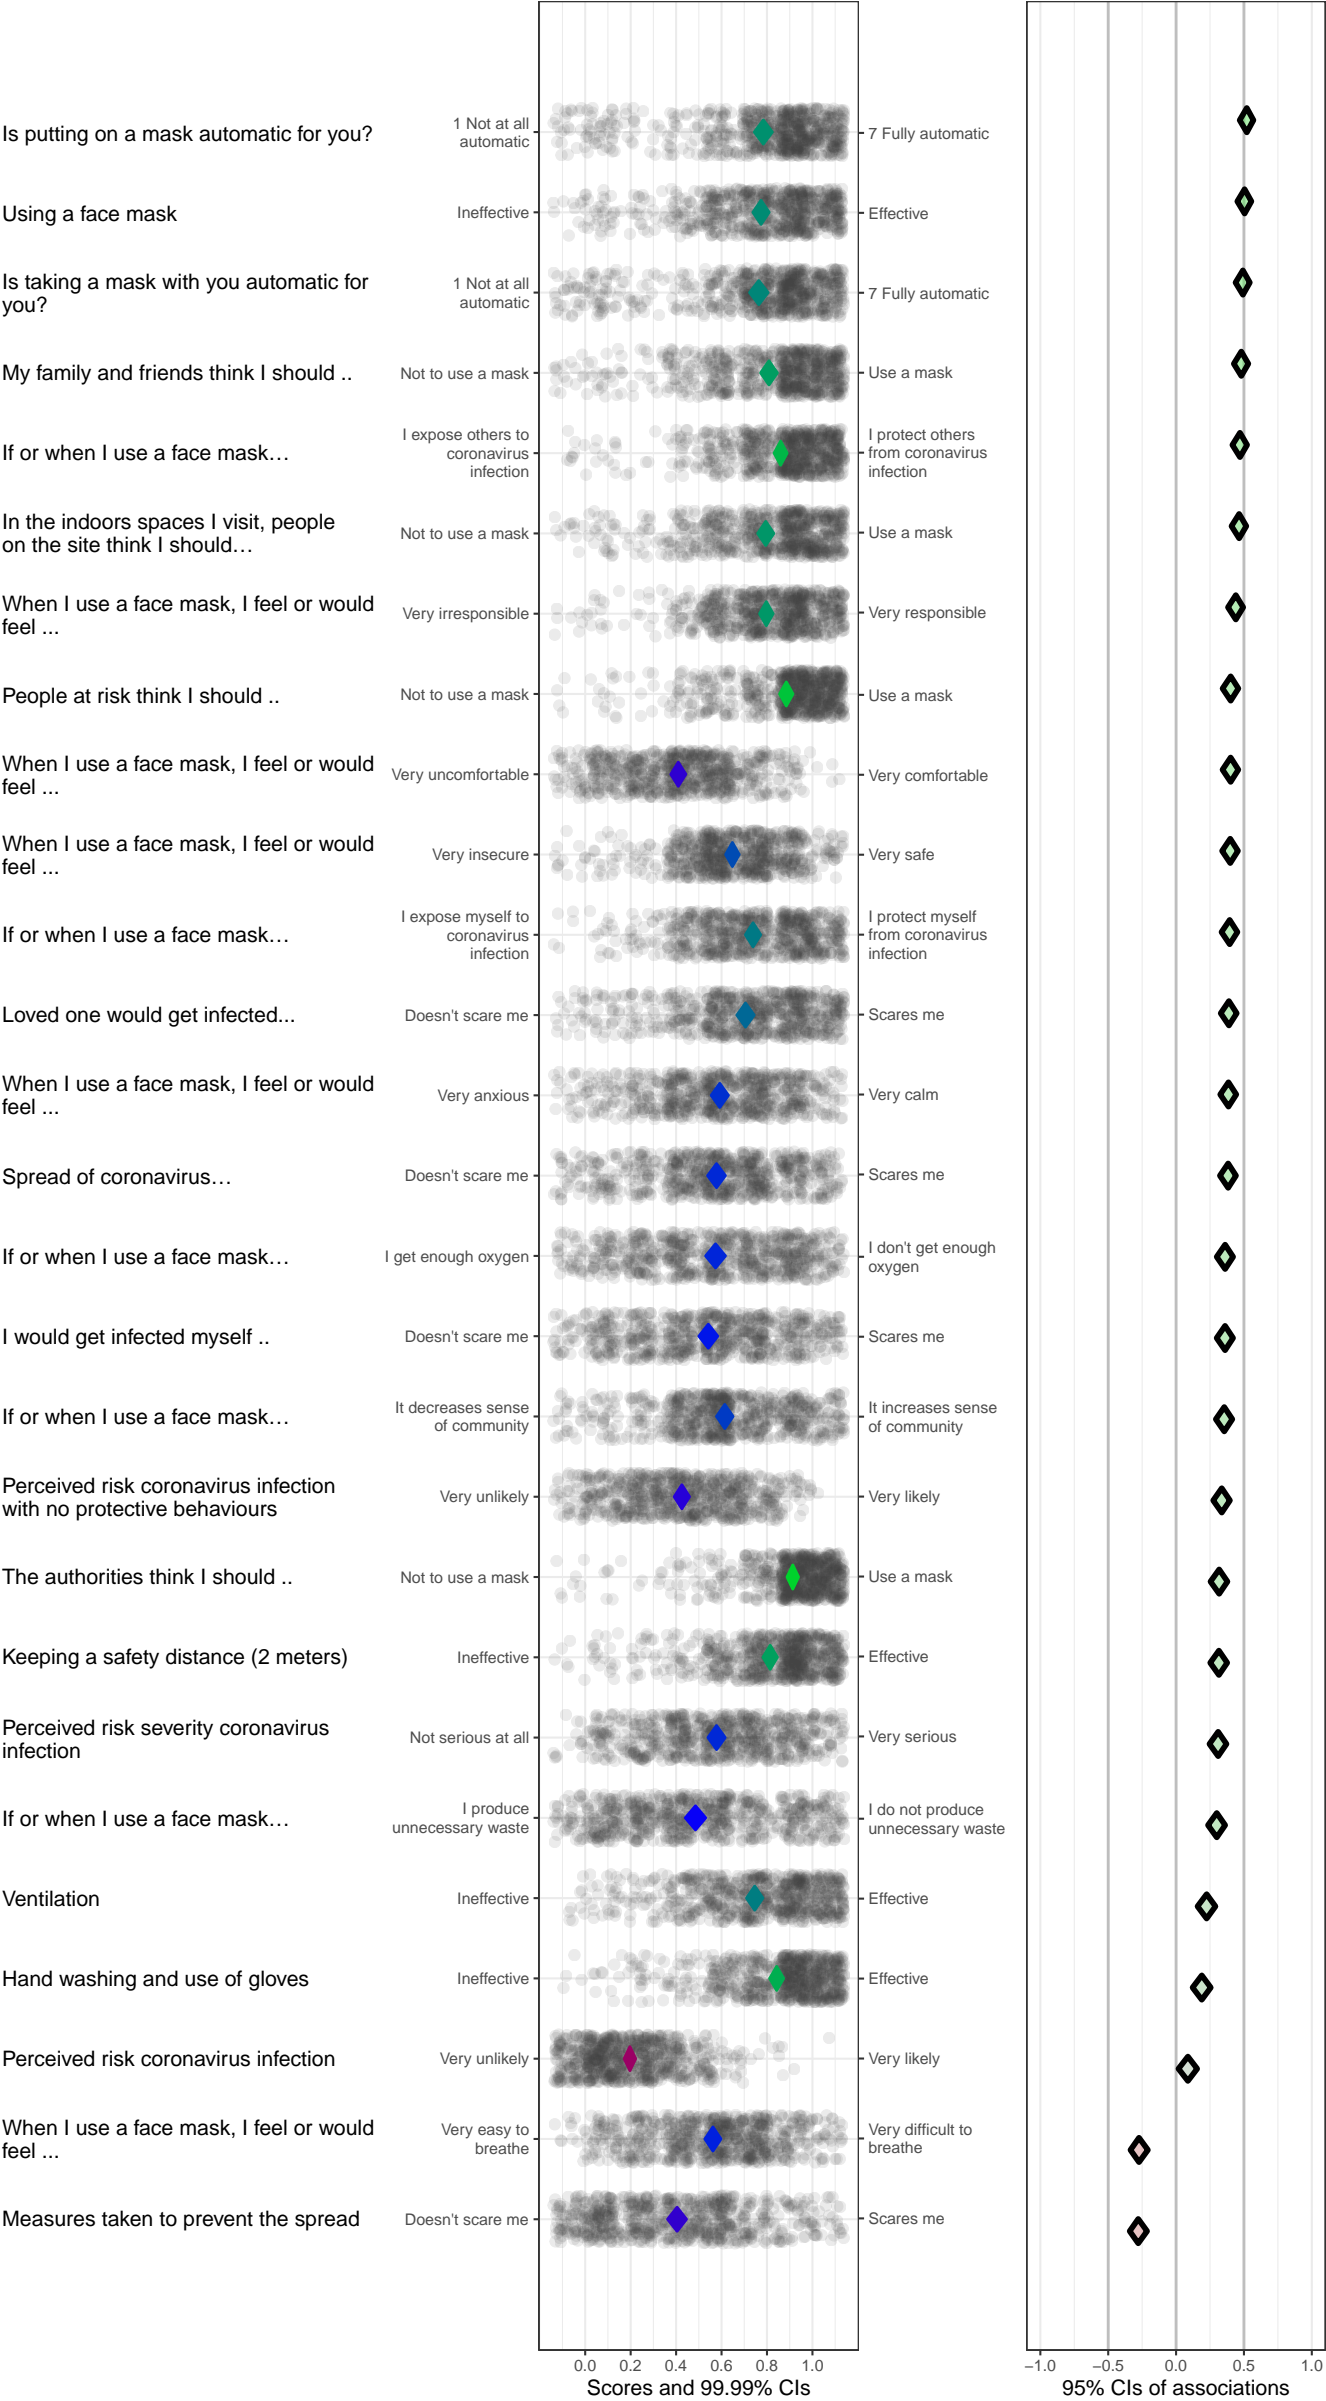 Is putting on a mask automatic for you?
1 Not at all
automatic
7 Fully automatic
Using a face mask
Ineffective
Effective
Is taking a mask with you automatic for
you?
1 Not at all
automatic
7 Fully automatic
My family and friends think I should ..
Not to use a mask
Use a mask
If or when I use a face mask…
I expose others to
coronavirus
infection
I protect others
from coronavirus
infection
In the indoors spaces I visit, people
on the site think I should…
Not to use a mask
Use a mask
When I use a face mask, I feel or would
feel ...
Very irresponsible
Very responsible
People at risk think I should ..
Not to use a mask
Use a mask
When I use a face mask, I feel or would
feel ...
Very uncomfortable
Very comfortable
When I use a face mask, I feel or would
feel ...
Very insecure
Very safe
If or when I use a face mask…
I expose myself to
coronavirus
infection
I protect myself
from coronavirus
infection
Loved one would get infected...
Doesn't scare me
Scares me
When I use a face mask, I feel or would
feel ...
Very anxious
Very calm
Spread of coronavirus…
Doesn't scare me
Scares me
If or when I use a face mask…
I get enough oxygen
I don't get enough
oxygen
I would get infected myself ..
Doesn't scare me
Scares me
If or when I use a face mask…
It decreases sense
of community
It increases sense
of community
Perceived risk coronavirus infection
with no protective behaviours
Very unlikely
Very likely
The authorities think I should ..
Not to use a mask
Use a mask
Keeping a safety distance (2 meters)
Ineffective
Effective
Perceived risk severity coronavirus
infection
Not serious at all
Very serious
If or when I use a face mask…
I produce
unnecessary waste
I do not produce
unnecessary waste
Ventilation
Ineffective
Effective
Hand washing and use of gloves
Ineffective
Effective
Perceived risk coronavirus infection
Very unlikely
Very likely
When I use a face mask, I feel or would
feel ...
Very easy to
breathe
Very difficult to
breathe
Measures taken to prevent the spread
Doesn't scare me
Scares me
0.0 0.2 0.4 0.6 0.8 1.0
Scores and 99.99% CIs
−1.0 −0.5 0.0 0.5 1.0
95% CIs of associations